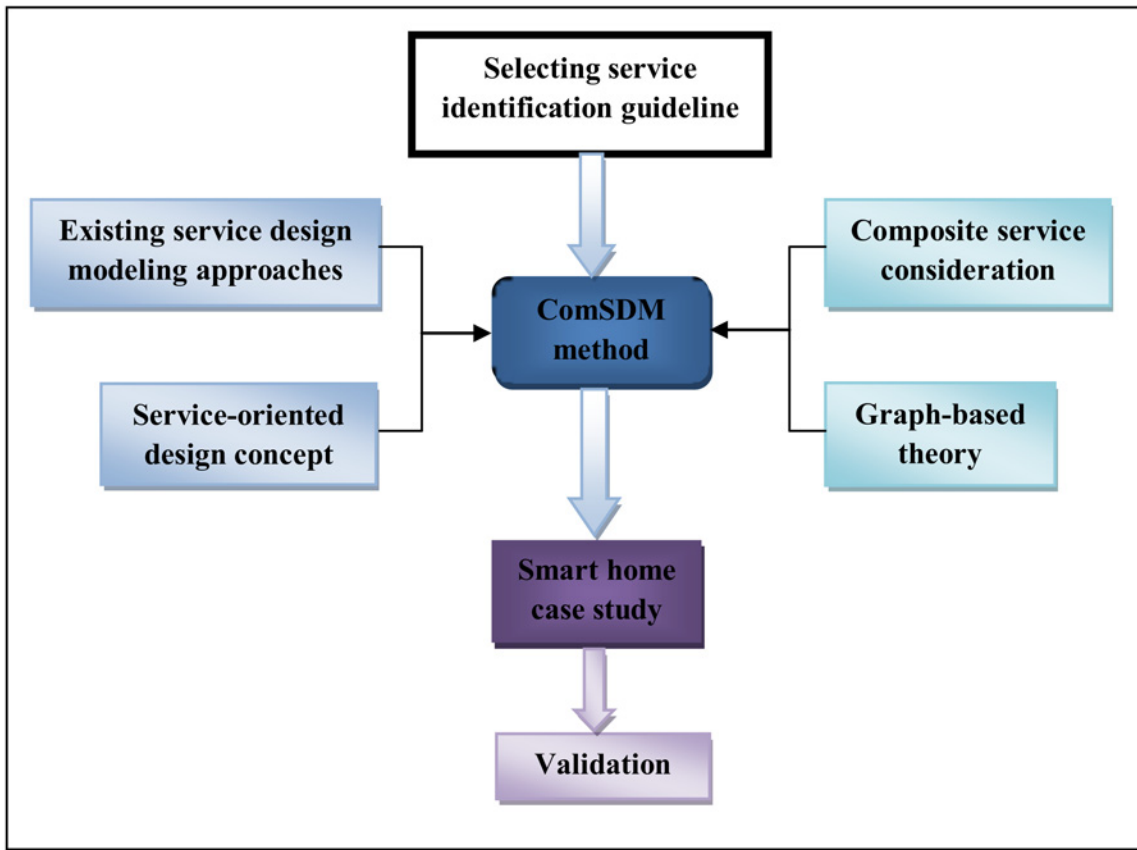 Selecting service
identification guideline
Existing service design
modeling approaches
Composite service
consideration
ComSDM
method
Service-oriented
design concept
Graph-based
theory
Smart home
case study
Validation